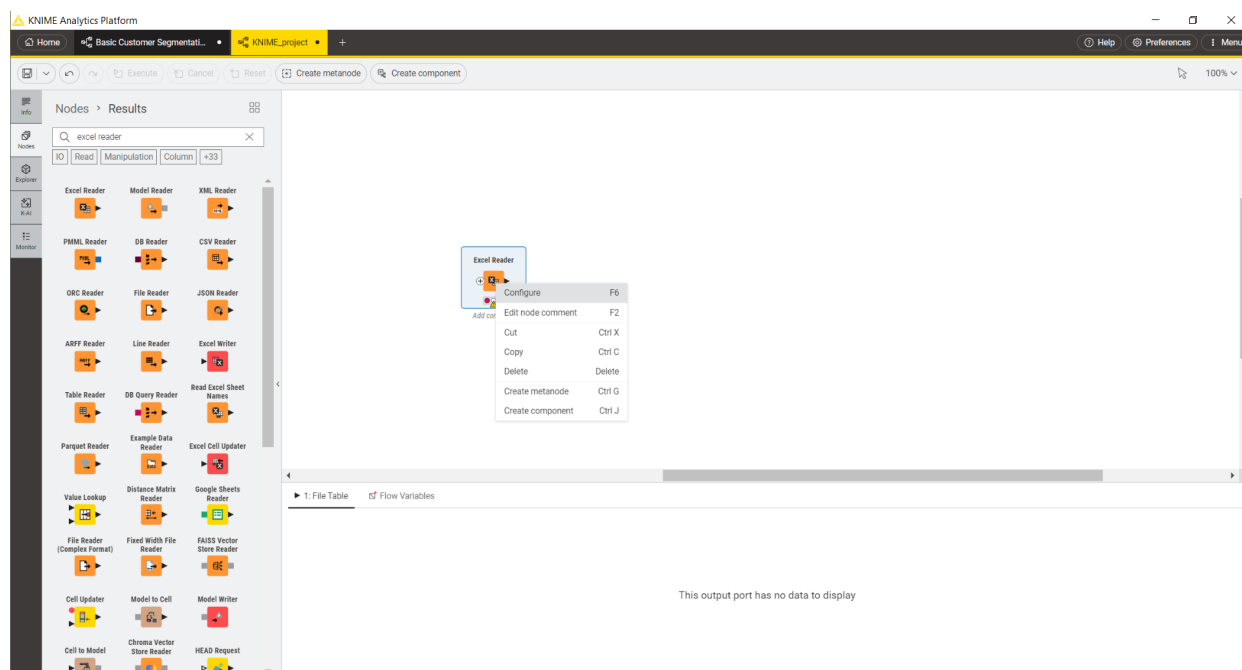 KNIME Analytics Platform
Home
Basic Customer Segmentati...
KNIME_project
+
Help
Preferences
Menu
Execute
Cancel
Reset
Create metanode
Create component
100%
Info
Nodes
Explorer
K-AI
Monitor
Nodes > Results
excel reader
IO Read Manipulation Column +33
Excel Reader Model Reader XML Reader
PMML Reader DB Reader CSV Reader
ORC Reader File Reader JSON Reader
ARFF Reader Line Reader Excel Writer
Table Reader DB Query Reader Read Excel Sheet
Names
Parquet Reader Example Data
Reader Excel Cell Updater
Value Lookup Distance Matrix
Reader Google Sheets
Reader
File Reader
(Complex Format) Fixed Width File
Reader FAISS Vector
Store Reader
Cell Updater Model to Cell Model Writer
Cell to Model Chroma Vector
Store Reader HEAD Request
Excel Reader
Add co
Configure F6
Edit node comment F2
Cut Ctrl X
Copy Ctrl C
Delete Delete
Create metanode Ctrl G
Create component Ctrl J
1: File Table
Flow Variables
This output port has no data to display